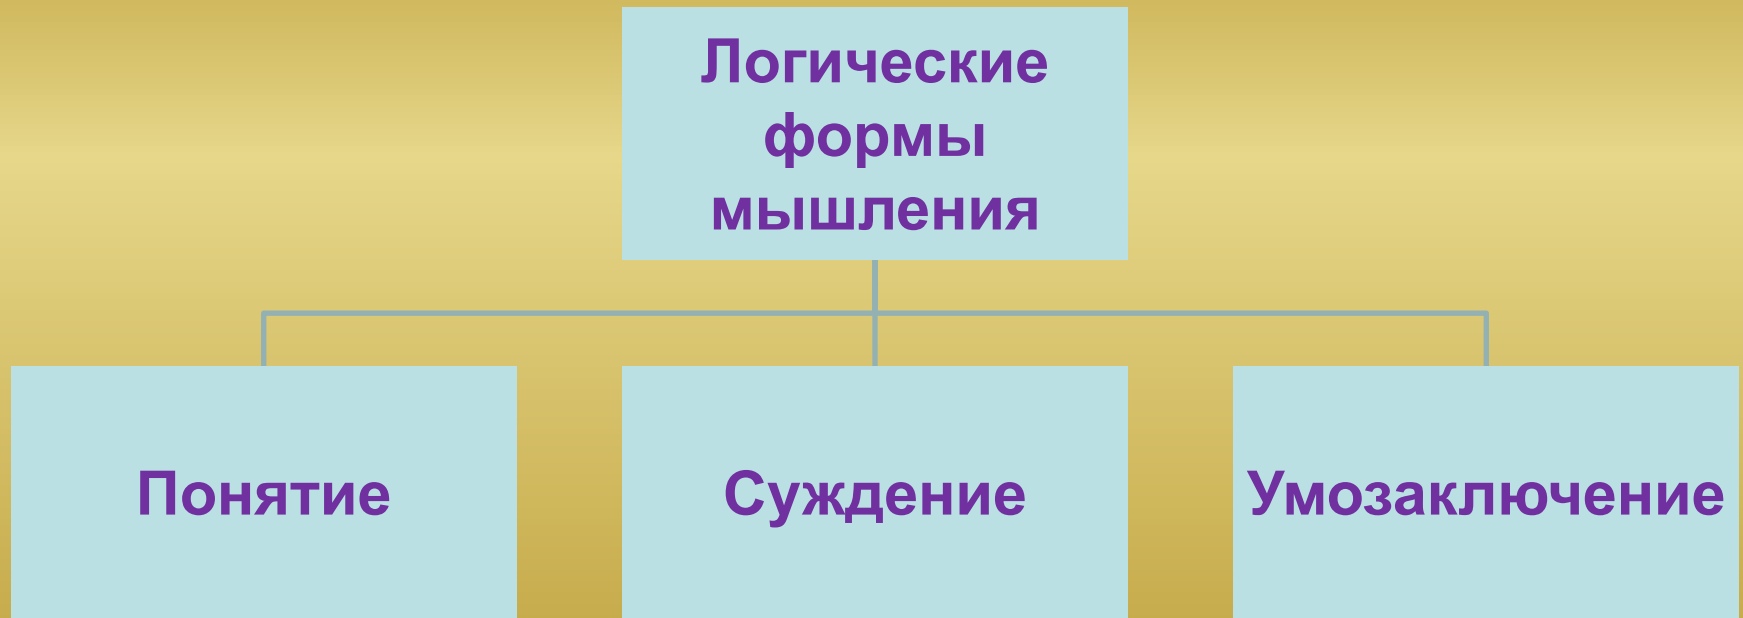 Логические
формы
мышления
Понятие
Суждение
Умозаключение